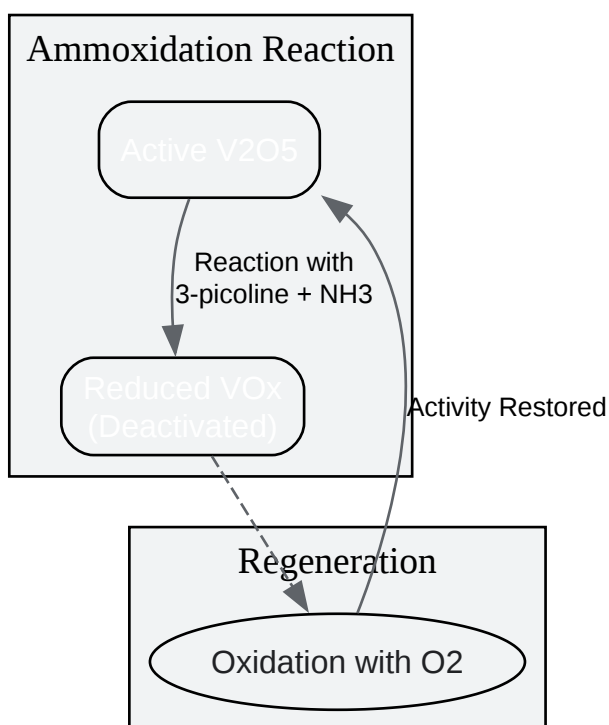 Ammoxidation Reaction
Active V2O5
Reaction with
3-picoline + NH3
Reduced VOx
(Deactivated)
Activity Restored
Regeneration
Oxidation with O2